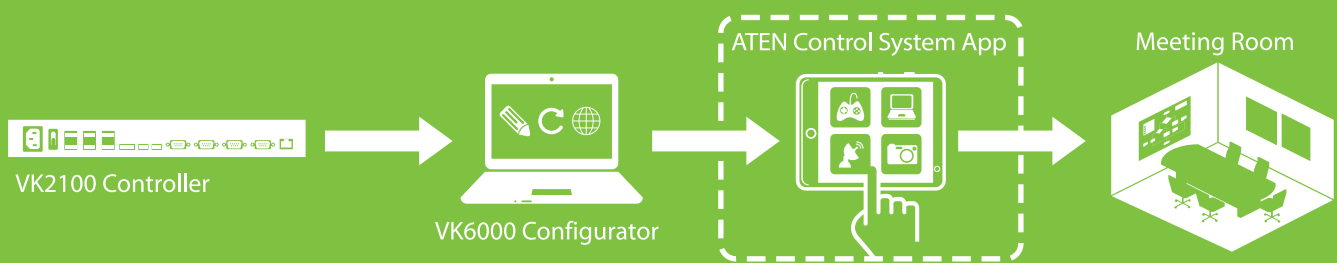 ATEN Control System App
Meeting Room
VK2100 Controller
VK6000 Configurator